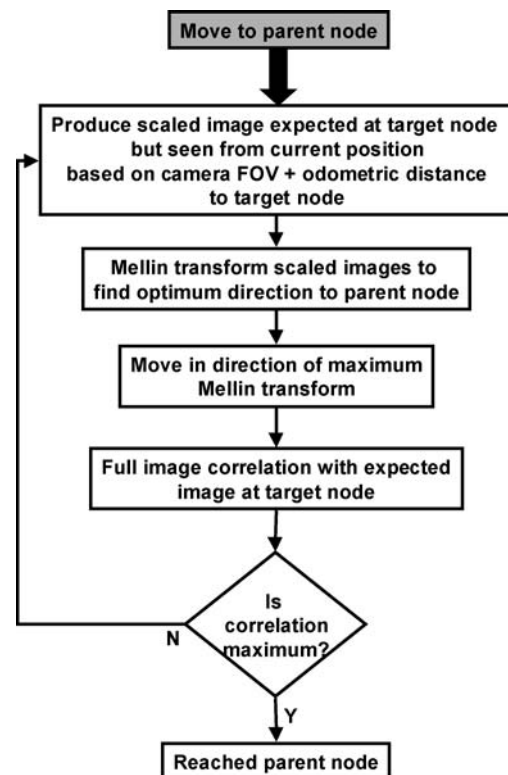 Move to parent node
Produce scaled image expected at target node
but seen from current position
based on camera FOV + odometric distance
to target node
Mellin transform scaled images to
find optimum direction to parent node
Move in direction of maximum
Mellin transform
Full image correlation with expected
image at target node
Is
correlation
maximum?
N
Y
Reached parent node